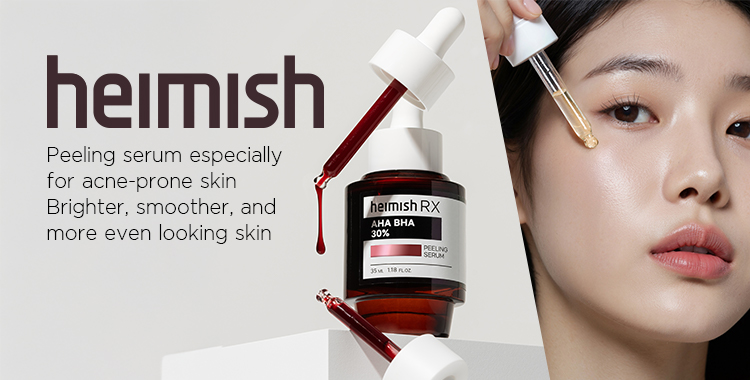 heimish
Peeling serum especially
for acne-prone skin
Brighter, smoother, and
more even looking skin
heimish RX
AHA BHA
30%
PEELING
SERUM
35 ML 1.18 FL.OZ.